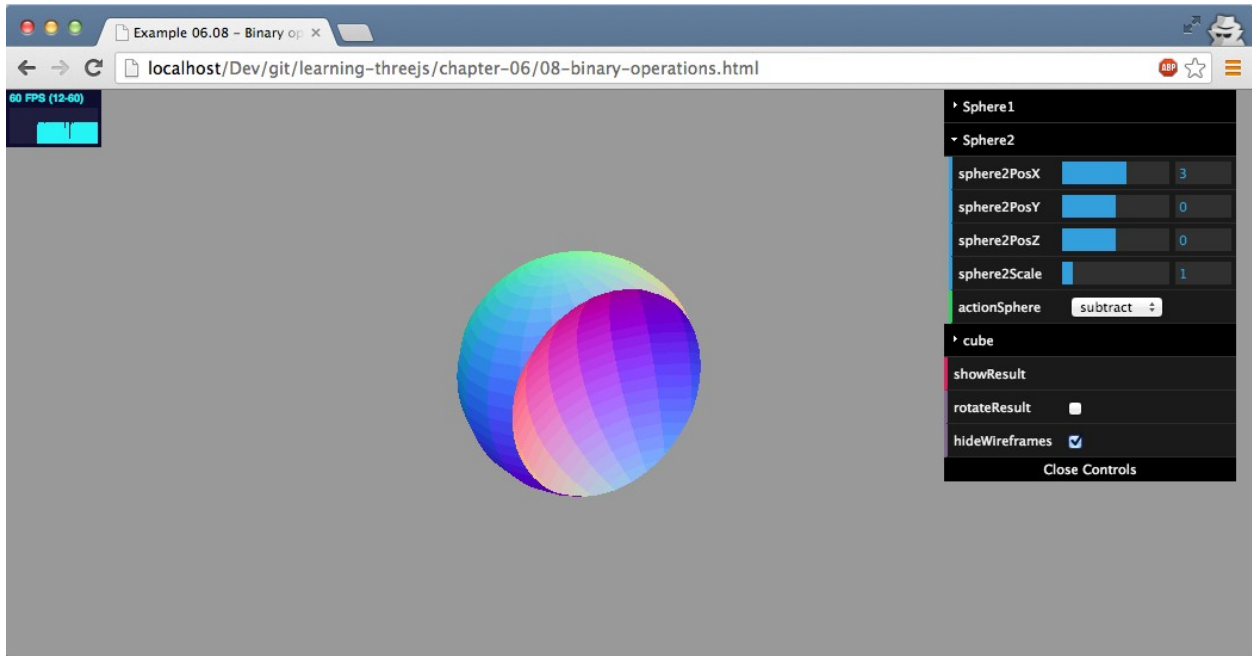 Example 06.08 - Binary op
localhost/Dev/git/learning-threejs/chapter-06/08-binary-operations.html
ABP
60 FPS (12-60)
Sphere1
Sphere2
sphere2PosX 3
sphere2PosY 0
sphere2PosZ 0
sphere2Scale 1
actionSphere subtract
cube
showResult
rotateResult
hideWireframes
Close Controls